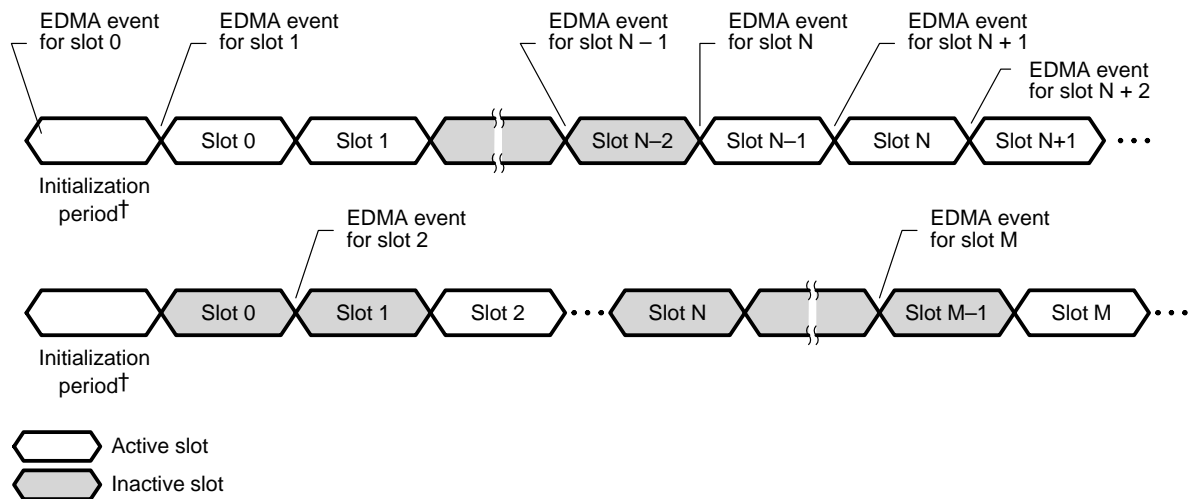 EDMA event
for slot 0
EDMA event
for slot 1
EDMA event
for slot N – 1
EDMA event
for slot N
EDMA event
for slot N + 1
EDMA event
for slot N + 2
Slot 0
Slot 1
Slot N–2
Slot N–1
Slot N
Slot N+1
Initialization
period†
EDMA event
for slot 2
EDMA event
for slot M
Slot 0
Slot 1
Slot 2
Slot N
Slot M–1
Slot M
Initialization
period†
Active slot
Inactive slot